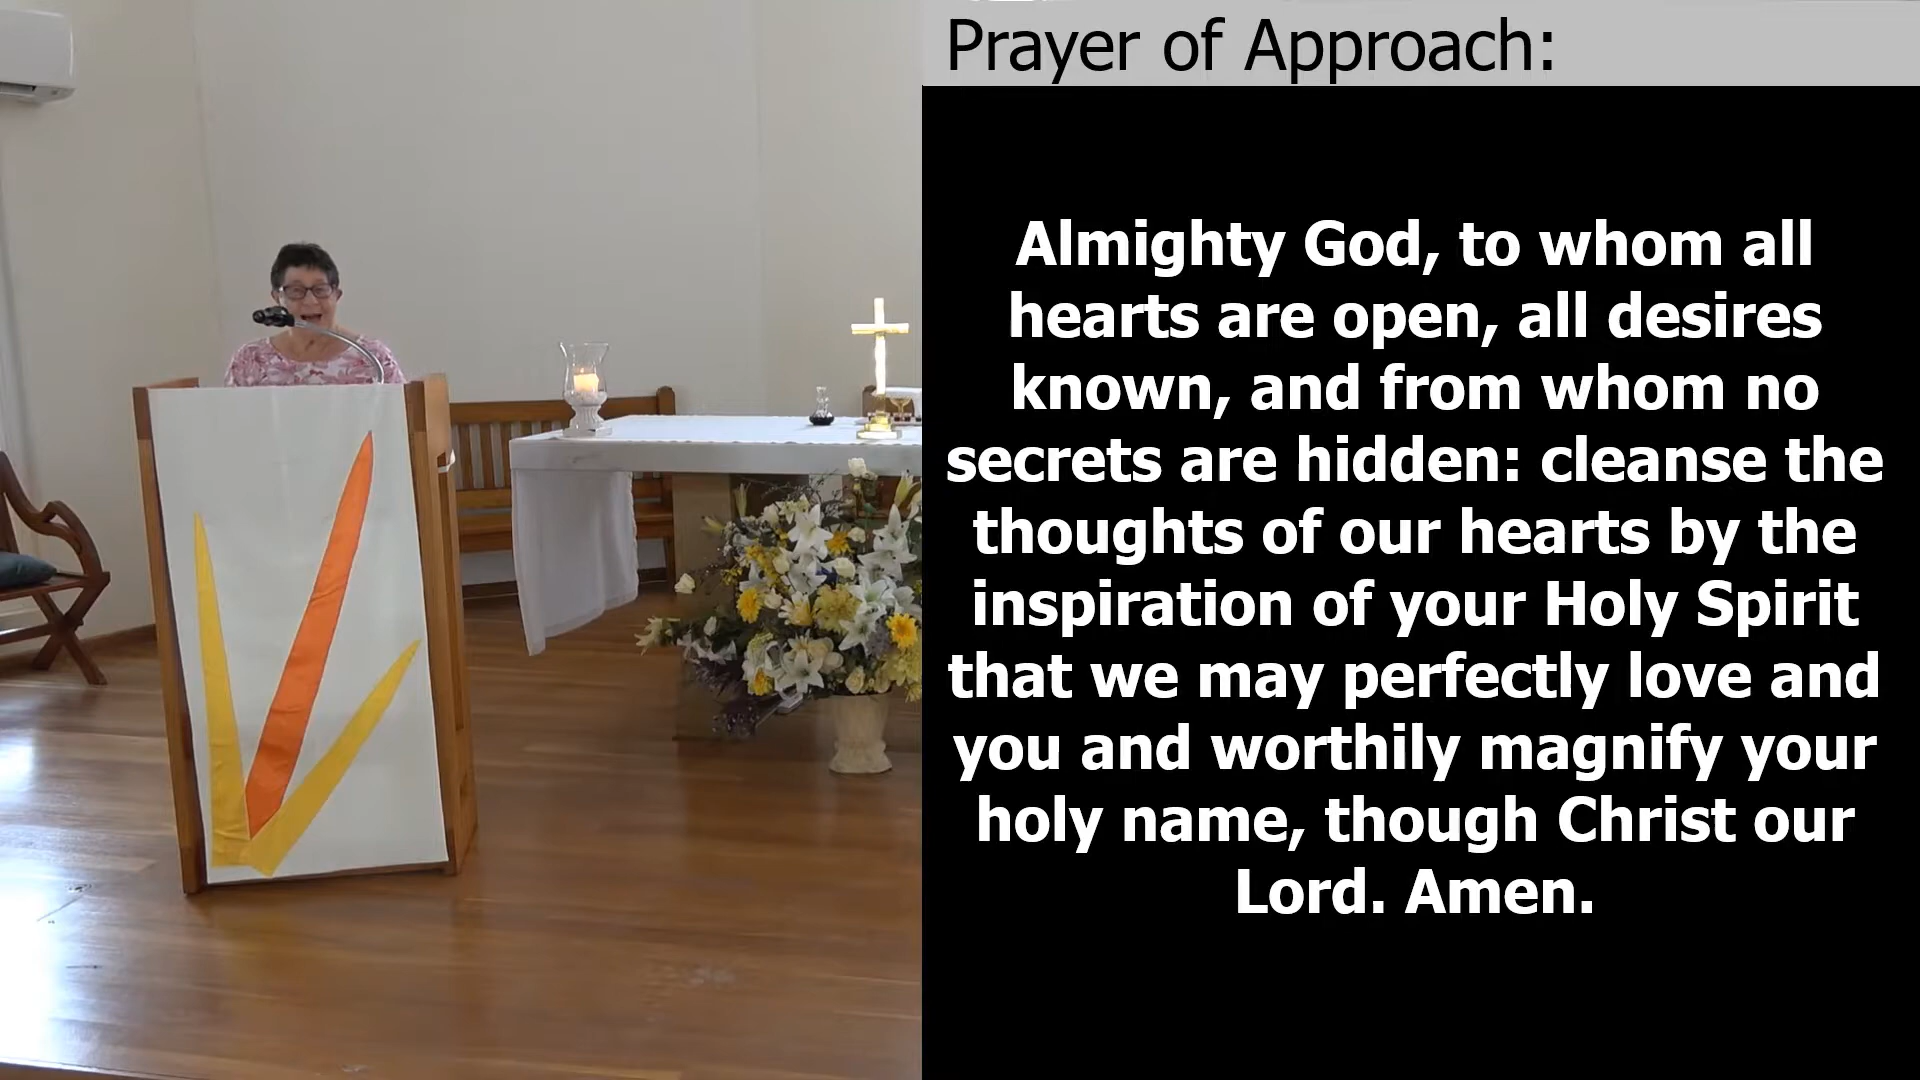 Prayer of Approach:
Almighty God, to whom all
hearts are open, all desires
known, and from whom no
secrets are hidden: cleanse the
thoughts of our hearts by the
inspiration of your Holy Spirit
that we may perfectly love and
you and worthily magnify your
holy name, though Christ our
Lord. Amen.